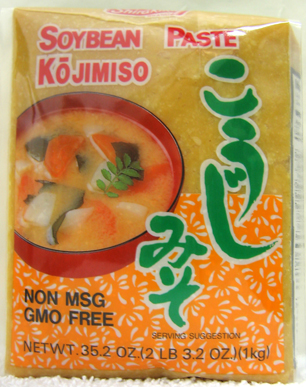 SOYBEAN PASTE
KŌJIMISO
こうじ
みそ
NON MSG
GMO FREE
SERVING SUGGESTION
NET WT. 35.2 OZ.(2 LB 3.2 OZ.)(1kg)